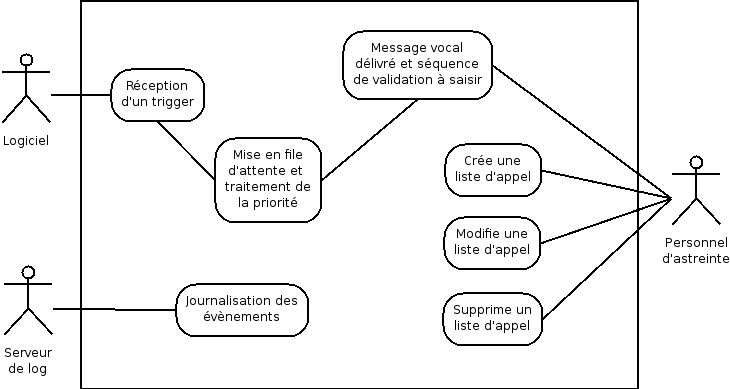 Message vocal
délivré et séquence
de validation à saisir
Réception
d'un trigger
Logiciel
Mise en file
d'attente et
traitement de
la priorité
Crée une
liste d'appel
Modifie une
liste d'appel
Personnel
d'astreinte
Journalisation des
évènements
Supprime un
liste d'appel
Serveur
de log